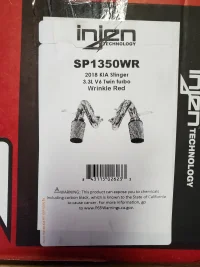 injen
TECHNOLOGY
SP1350WR
2018 KIA Stinger
3.3L V6 Twin turbo
Wrinkle Red
WARNING: This product can expose you to chemicals
including carbon black, which is known to the State of California
to cause cancer. For more information, go
to www.P65Warnings.ca.gov.